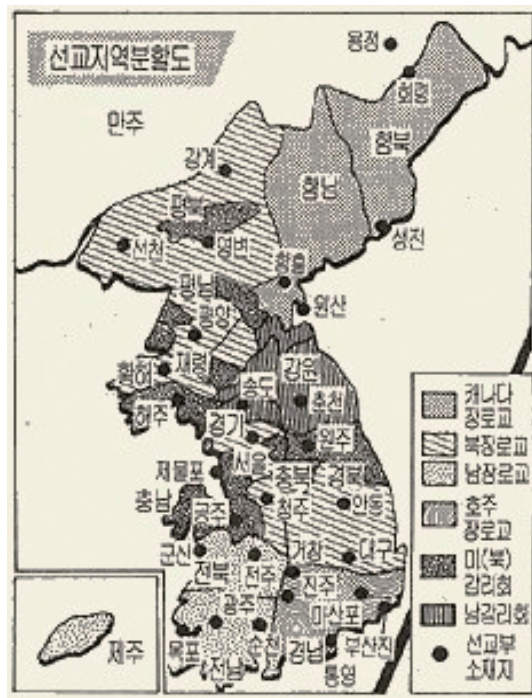 선교지역분활도
용정
회령
만주
함북
강계
함남
평북
선천
영변
성진
함흥
평남
원산
평양
황해
재령
강원
송도
춘천
해주
경기
원주
서울
제물포
충북
경북
충남
청주
안동
공주
군산
거창
대구
전북
전주
진주
광주
마산포
목포
순천
부산진
전남
경남
통영
제주
캐나다
장로교
북장로교
남장로교
호주
장로교
미(북)
감리회
남감리회
선교부
소재지